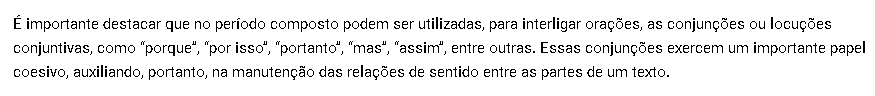 É importante destacar que no período composto podem ser utilizadas, para interligar orações, as conjunções ou locuções
conjuntivas, como “porque”, “por isso”, “portanto”, “mas”, “assim”, entre outras. Essas conjunções exercem um importante papel
coesivo, auxiliando, portanto, na manutenção das relações de sentido entre as partes de um texto.